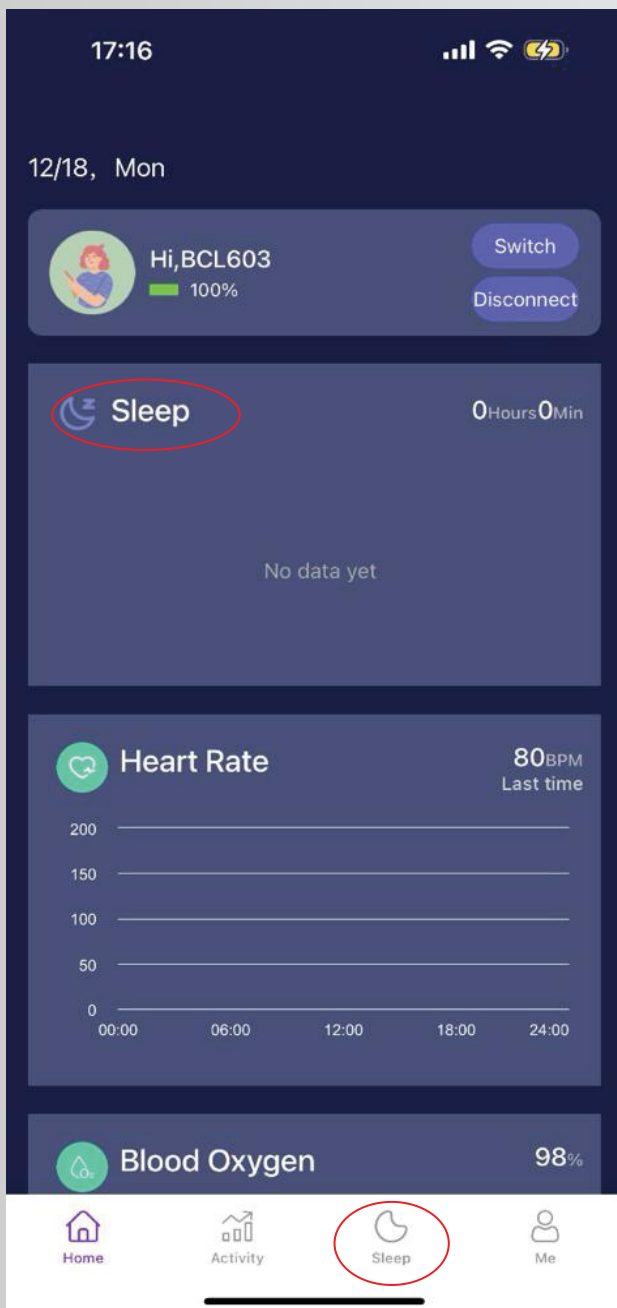 17:16
12/18, Mon
Hi,BCL603
100%
Switch
Disconnect
Sleep
0Hours0Min
No data yet
Heart Rate
80BPM
Last time
200
150
100
50
0
00:00 06:00 12:00 18:00 24:00
Blood Oxygen
98%
Home Activity Sleep Me